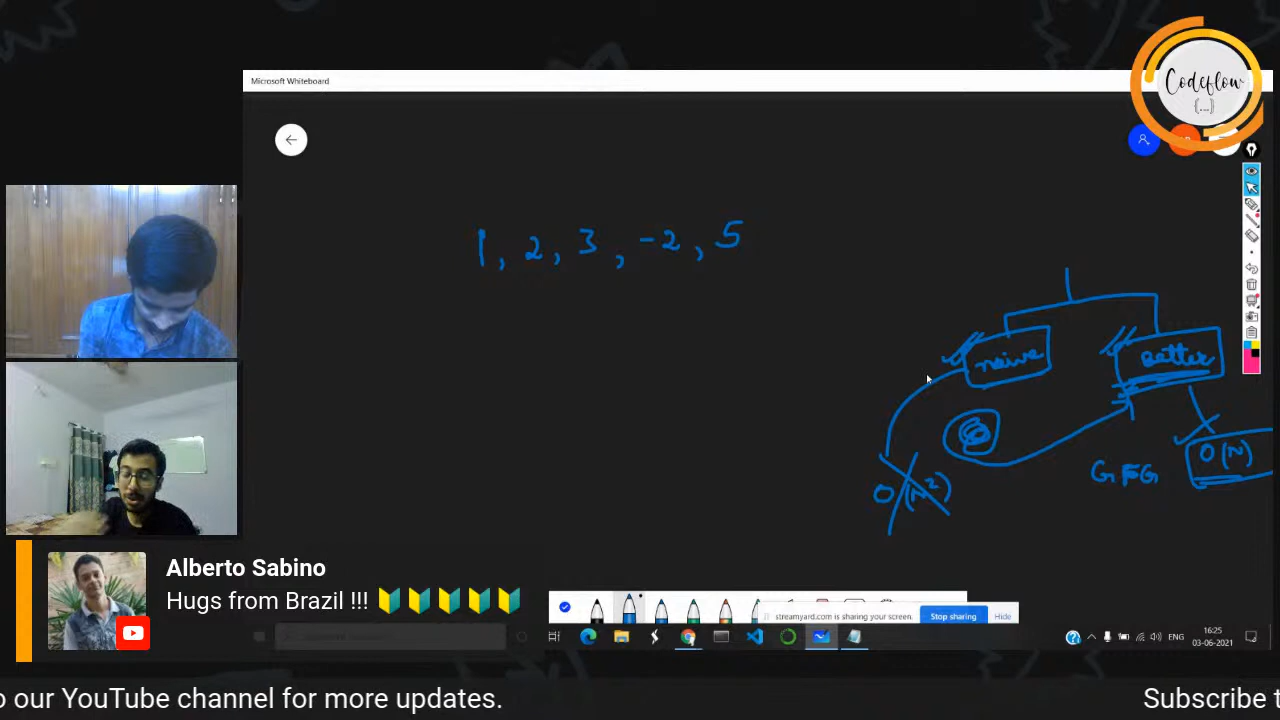 Codeflow
{...}
Microsoft Whiteboard
1, 2, 3, -2, 5
naive
Better
O(N²)
GFG
O(N)
Alberto Sabino
Hugs from Brazil !!! 🔰🔰🔰🔰🔰
streamyard.com is sharing your screen.
Stop sharing
Hide
ENG
16:25
03-06-2021
o our YouTube channel for more updates.
Subscribe t